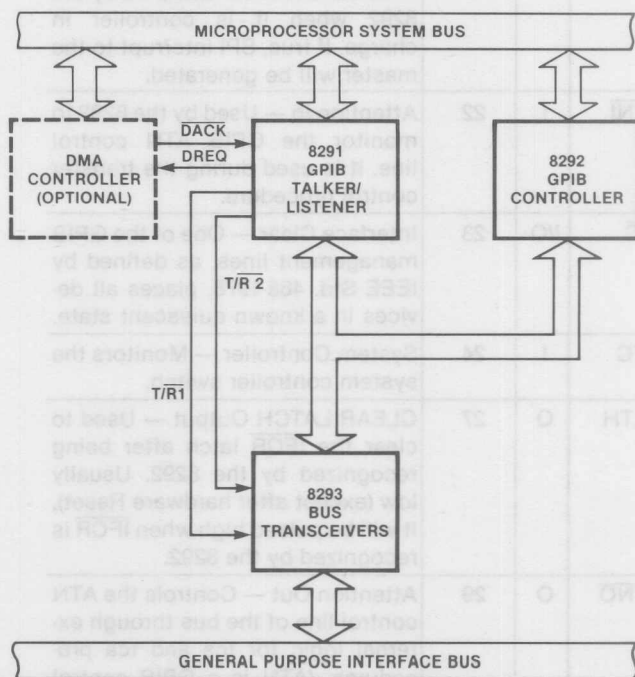 MICROPROCESSOR SYSTEM BUS
DMA
CONTROLLER
(OPTIONAL)
DACK
DREQ
8291
GPIB
TALKER/
LISTENER
8292
GPIB
CONTROLLER
T/R̅ 2̅
T/R̅1̅
8293
BUS
TRANSCEIVERS
GENERAL PURPOSE INTERFACE BUS